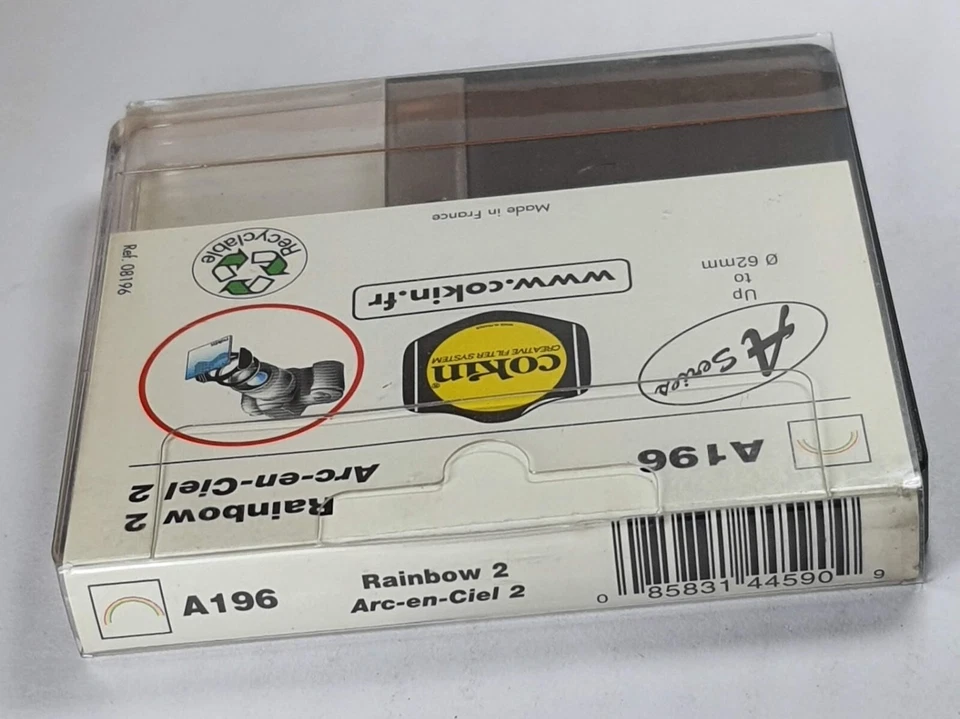 Made in France
Ref. 08196
Recyclable
www.cokin.fr
Up
to
Ø 62mm
cokin®
CREATIVE FILTER SYSTEM
A Series
A196
Rainbow 2
Arc-en-Ciel 2
A196
Rainbow 2
Arc-en-Ciel 2
0 85831 44590 9